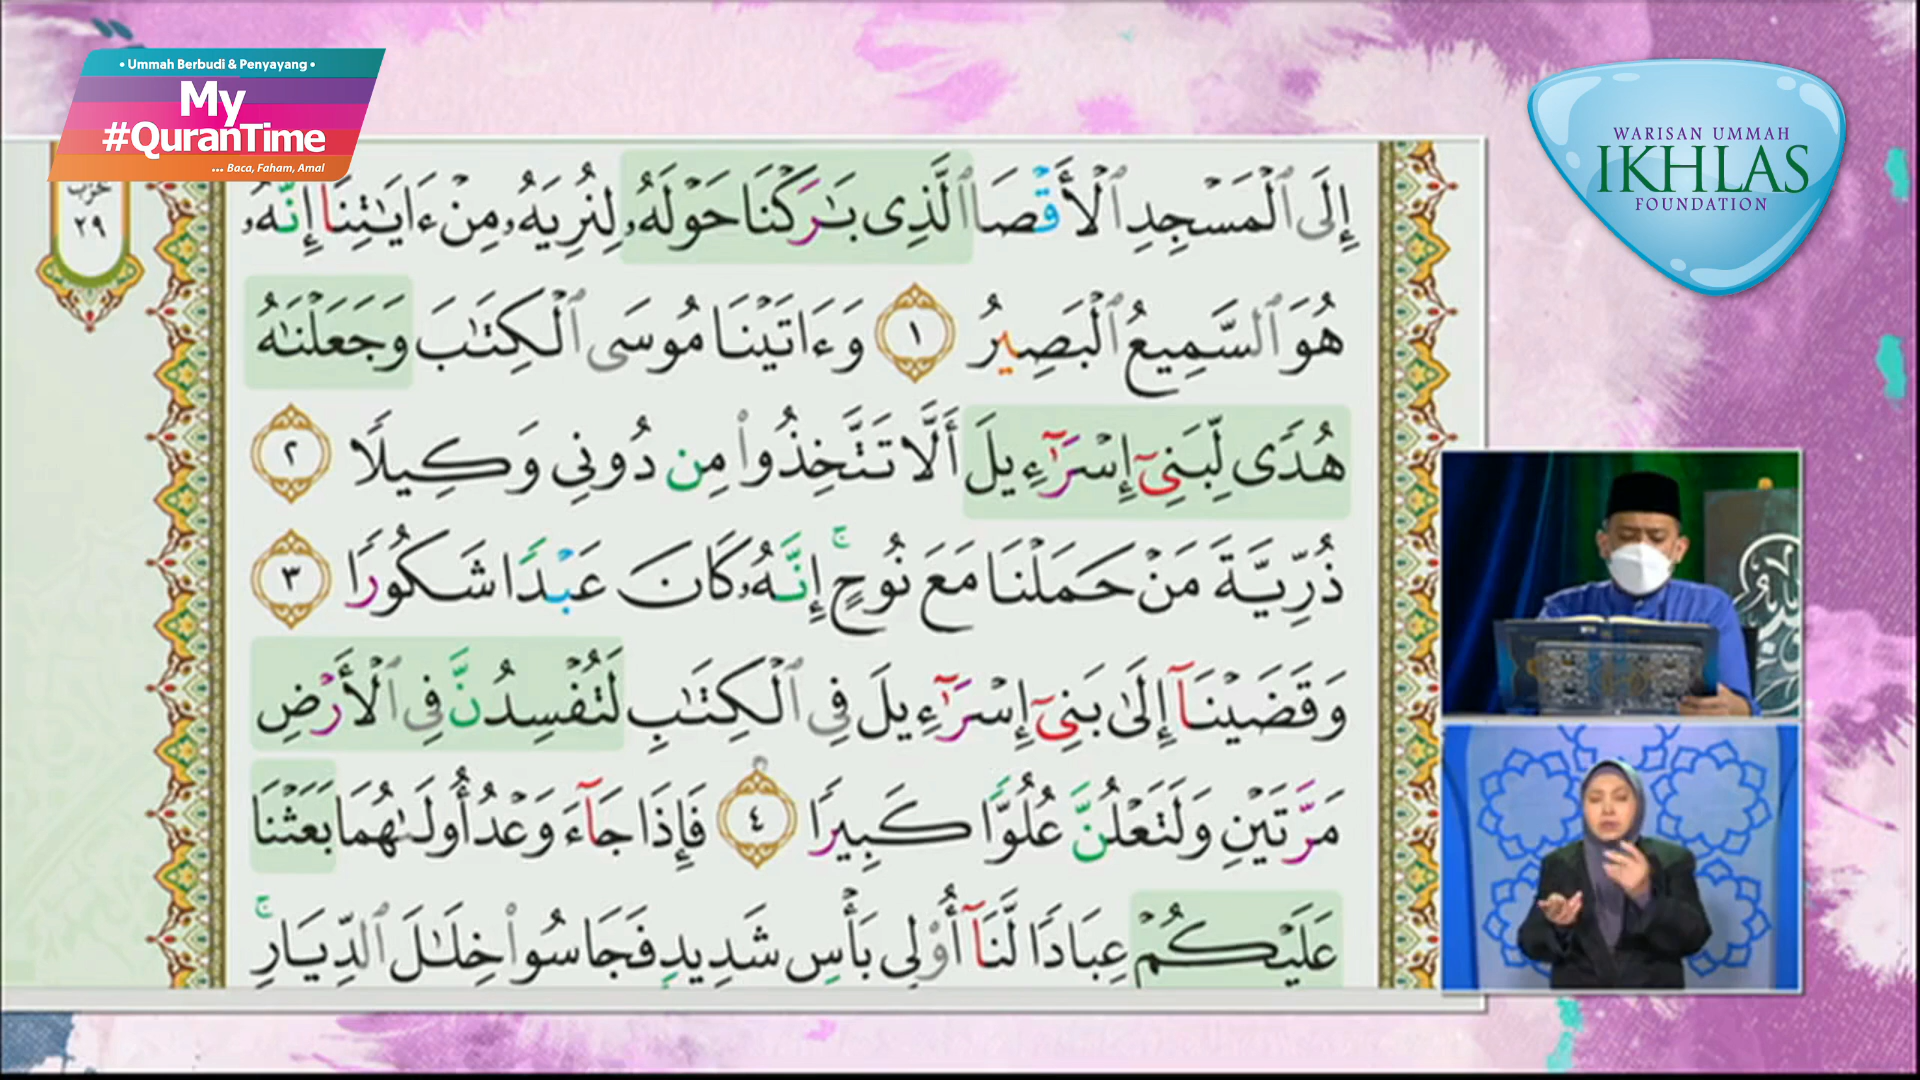 • Ummah Berbudi & Penyayang •
My
#QuranTime
... Baca, Faham, Amal
WARISAN UMMAH
IKHLAS
FOUNDATION
حزب
٢٩
إِلَى ٱلْمَسْجِدِ ٱلْأَقْصَا ٱلَّذِى بَـٰرَكْنَا حَوْلَهُۥ لِنُرِيَهُۥ مِنْ ءَايَـٰتِنَآ إِنَّهُۥ
هُوَ ٱلسَّمِيعُ ٱلْبَصِيرُ ١ وَءَاتَيْنَا مُوسَى ٱلْكِتَـٰبَ وَجَعَلْنَـٰهُ
هُدًى لِّبَنِىٓ إِسْرَٰٓءِيلَ أَلَّا تَتَّخِذُوا۟ مِن دُونِى وَكِيلًا ٢
ذُرِّيَّةَ مَنْ حَمَلْنَا مَعَ نُوحٍ ۚ إِنَّهُۥ كَانَ عَبْدًا شَكُورًا ٣
وَقَضَيْنَآ إِلَىٰ بَنِىٓ إِسْرَٰٓءِيلَ فِى ٱلْكِتَـٰبِ لَتُفْسِدُنَّ فِى ٱلْأَرْضِ
مَرَّتَيْنِ وَلَتَعْلُنَّ عُلُوًّا كَبِيرًا ٤ فَإِذَا جَآءَ وَعْدُ أُولَـٰهُمَا بَعَثْنَا
عَلَيْكُمْ عِبَادًا لَّنَآ أُو۟لِى بَأْسٍ شَدِيدٍ فَجَاسُوا۟ خِلَـٰلَ ٱلدِّيَارِ ۚ